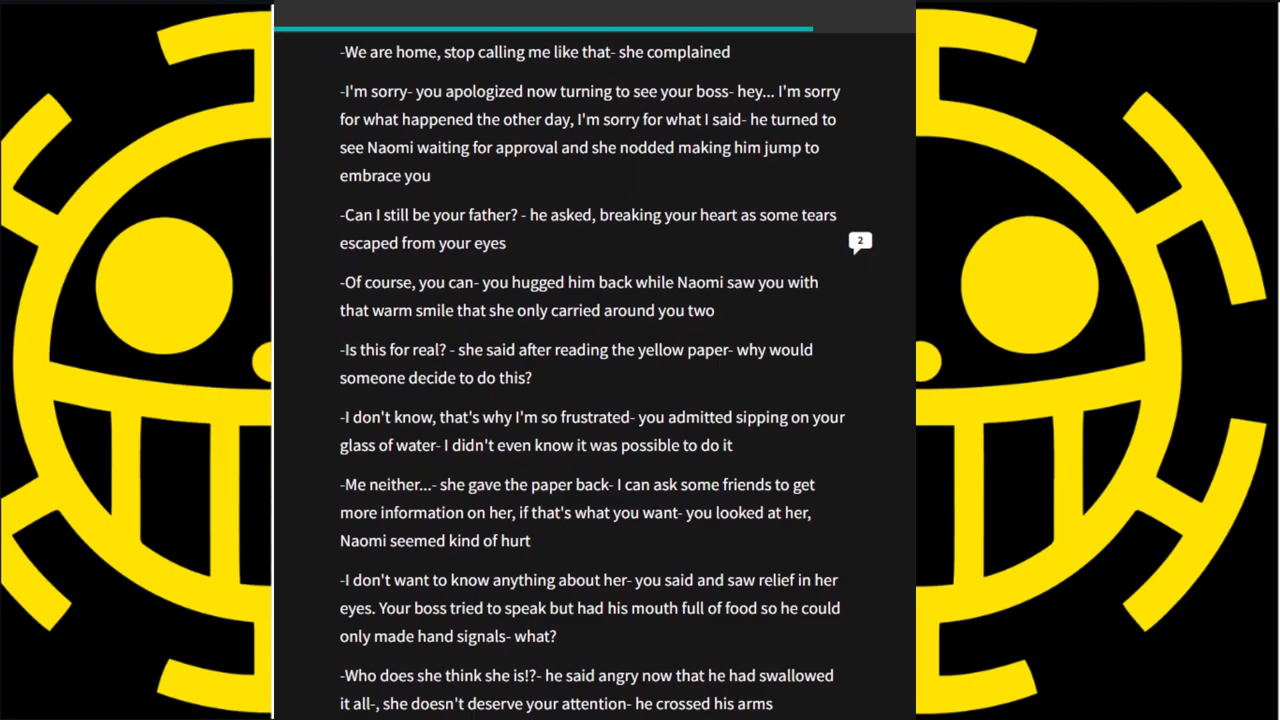 -We are home, stop calling me like that- she complained
-I'm sorry- you apologized now turning to see your boss- hey... I'm sorry
for what happened the other day, I'm sorry for what I said- he turned to
see Naomi waiting for approval and she nodded making him jump to
embrace you
-Can I still be your father? - he asked, breaking your heart as some tears
escaped from your eyes
2
-Of course, you can- you hugged him back while Naomi saw you with
that warm smile that she only carried around you two
-Is this for real? - she said after reading the yellow paper- why would
someone decide to do this?
-I don't know, that's why I'm so frustrated- you admitted sipping on your
glass of water- I didn't even know it was possible to do it
-Me neither...- she gave the paper back- I can ask some friends to get
more information on her, if that's what you want- you looked at her,
Naomi seemed kind of hurt
-I don't want to know anything about her- you said and saw relief in her
eyes. Your boss tried to speak but had his mouth full of food so he could
only made hand signals- what?
-Who does she think she is!?- he said angry now that he had swallowed
it all-, she doesn't deserve your attention- he crossed his arms